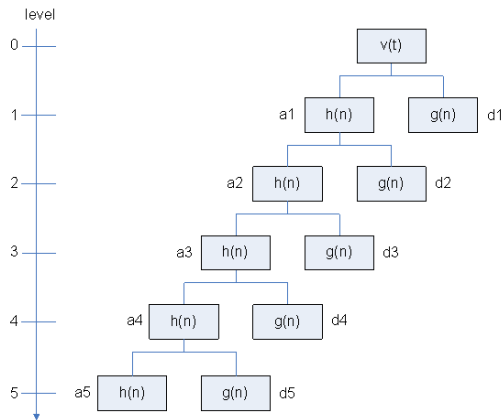 level
0 v(t)
1 a1 h(n) g(n) d1
2 a2 h(n) g(n) d2
3 a3 h(n) g(n) d3
4 a4 h(n) g(n) d4
5 a5 h(n) g(n) d5